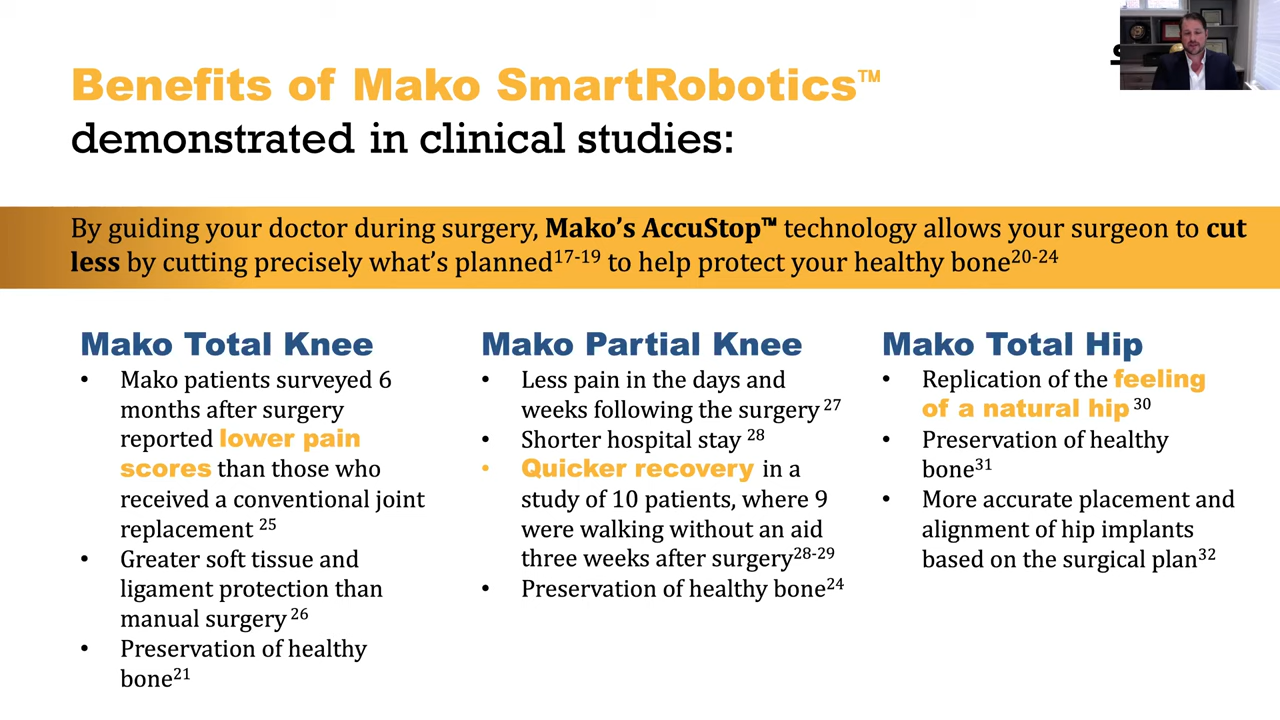 Benefits of Mako SmartRobotics™
demonstrated in clinical studies:
By guiding your doctor during surgery, Mako's AccuStop™ technology allows your surgeon to cut
less by cutting precisely what's planned17-19 to help protect your healthy bone20-24
Mako Total Knee
• Mako patients surveyed 6
months after surgery
reported lower pain
scores than those who
received a conventional joint
replacement 25
• Greater soft tissue and
ligament protection than
manual surgery 26
• Preservation of healthy
bone21
Mako Partial Knee
• Less pain in the days and
weeks following the surgery 27
• Shorter hospital stay 28
• Quicker recovery in a
study of 10 patients, where 9
were walking without an aid
three weeks after surgery28-29
• Preservation of healthy bone24
Mako Total Hip
• Replication of the feeling
of a natural hip 30
• Preservation of healthy
bone31
• More accurate placement and
alignment of hip implants
based on the surgical plan32